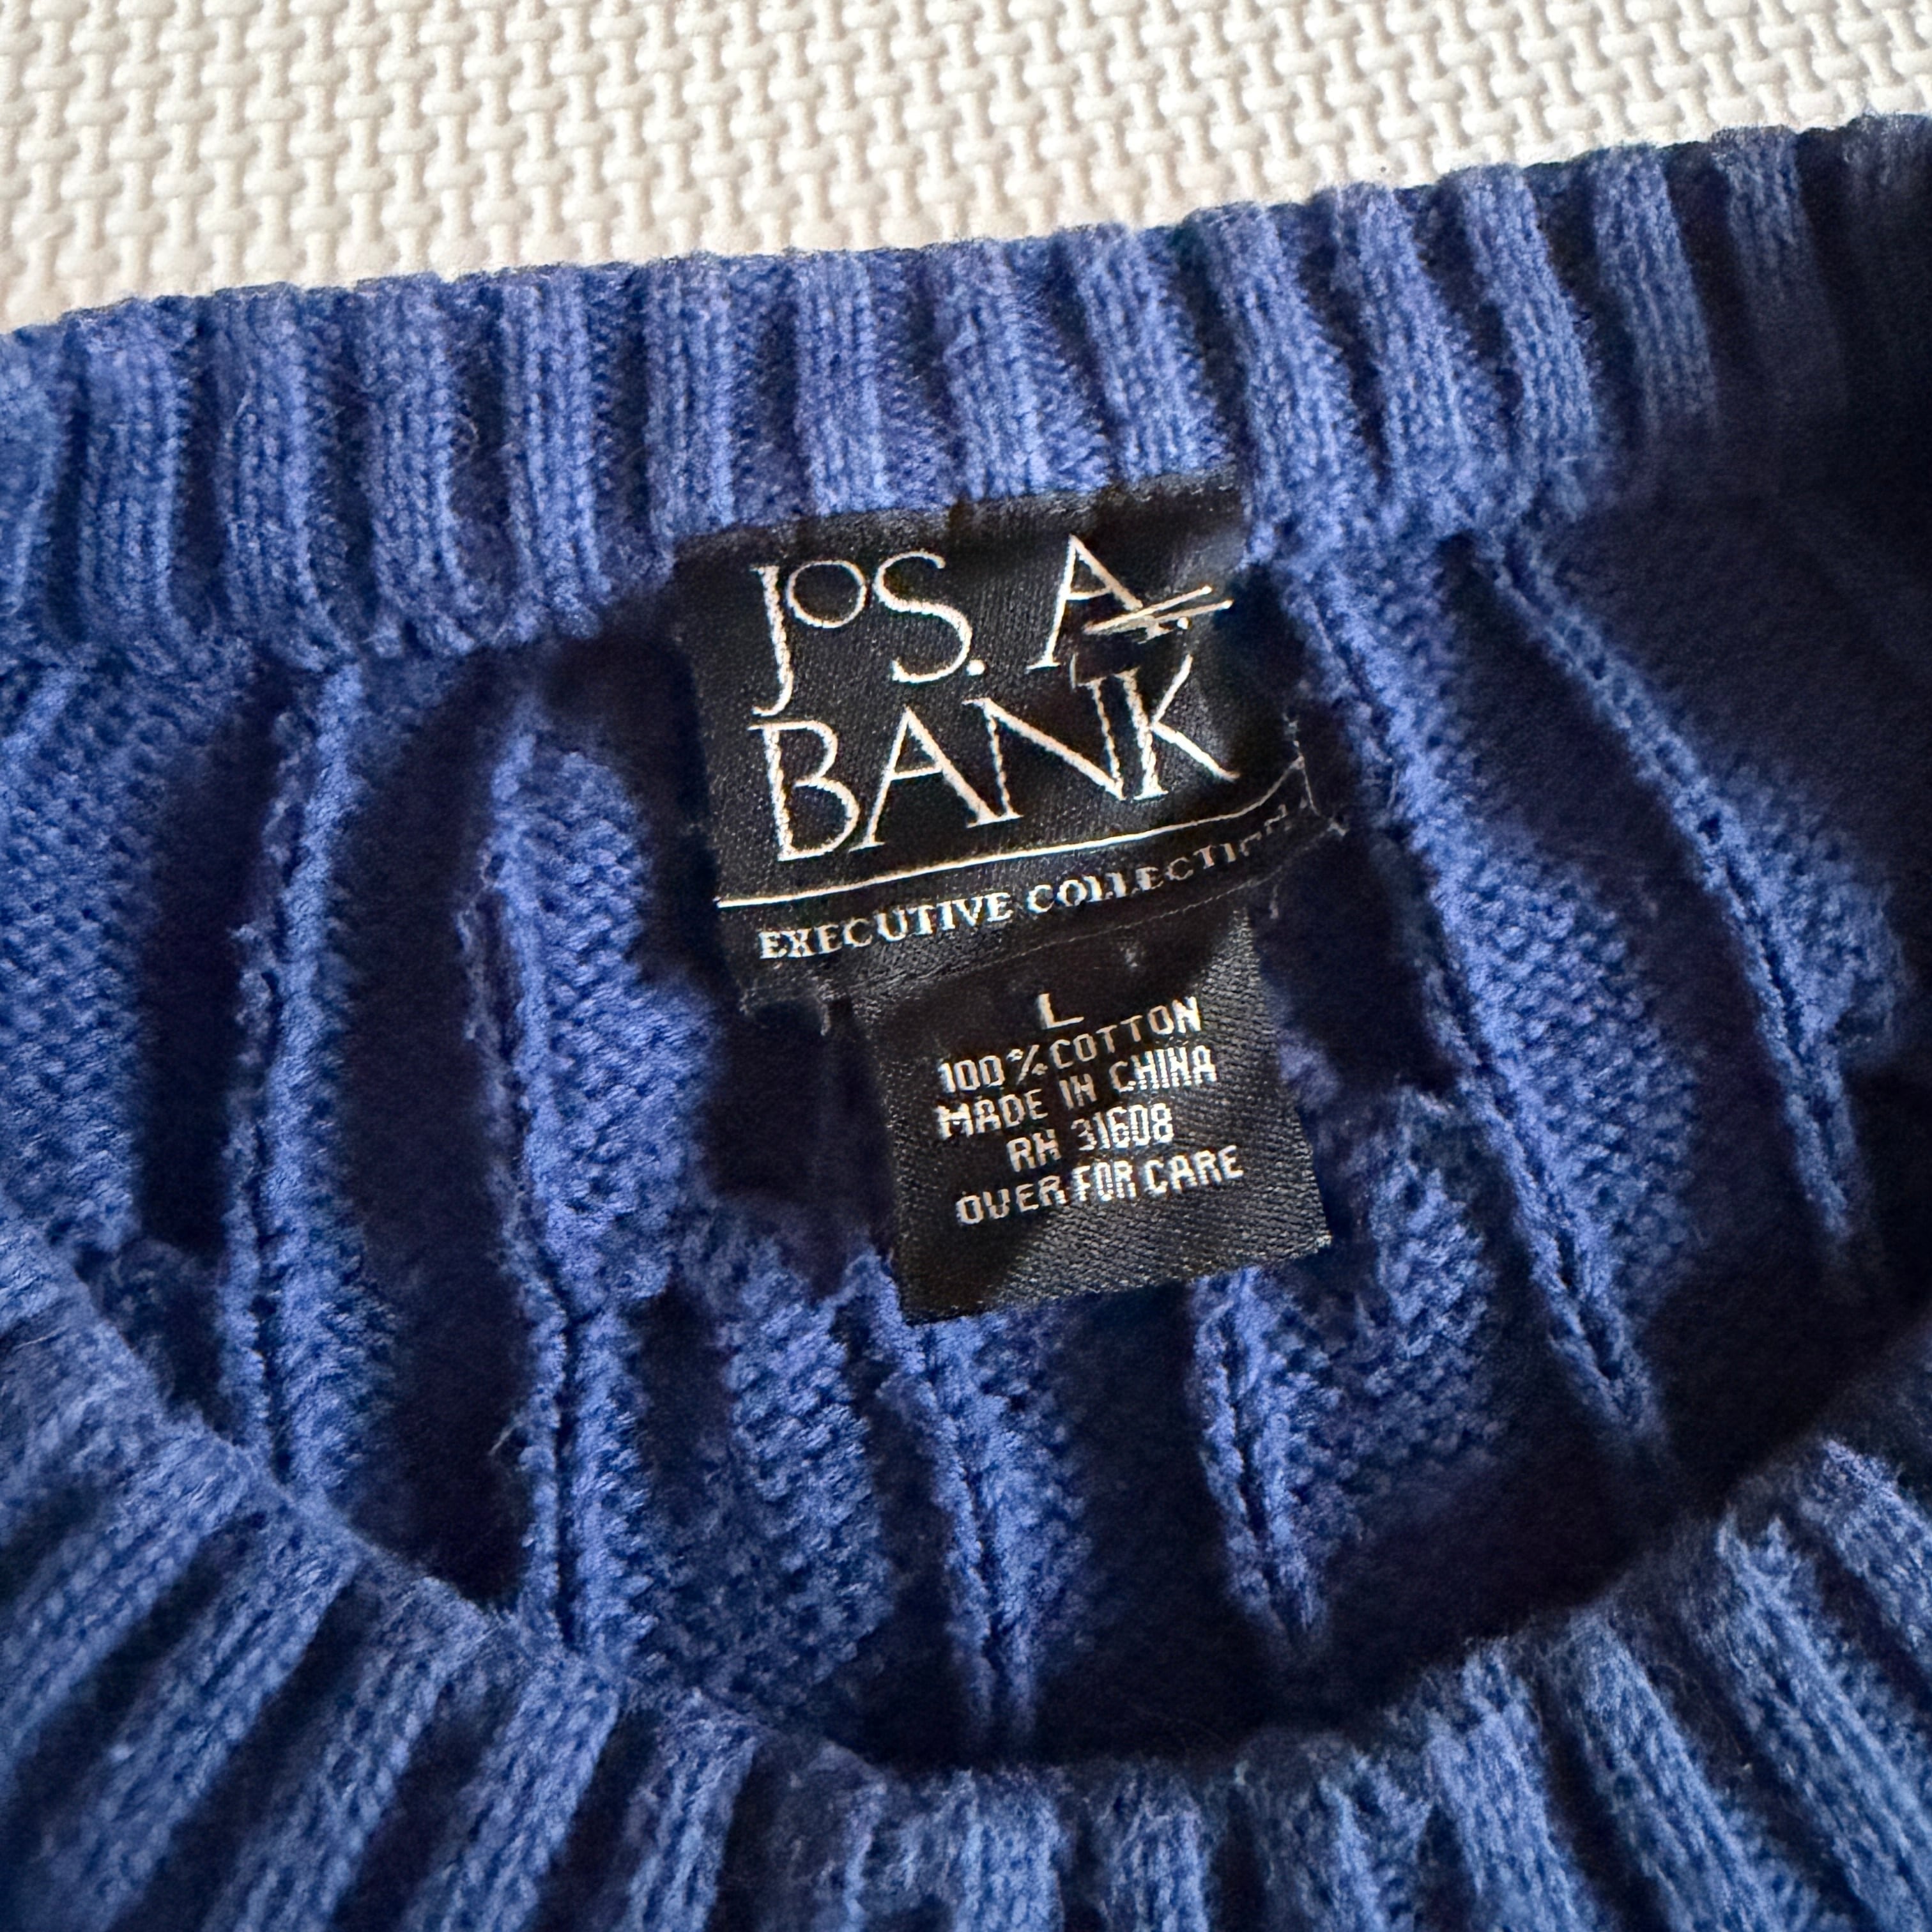 JOS. A.
BANK
EXECUTIVE COLLECTION
L
100% COTTON
MADE IN CHINA
RN 31608
OVER FOR CARE